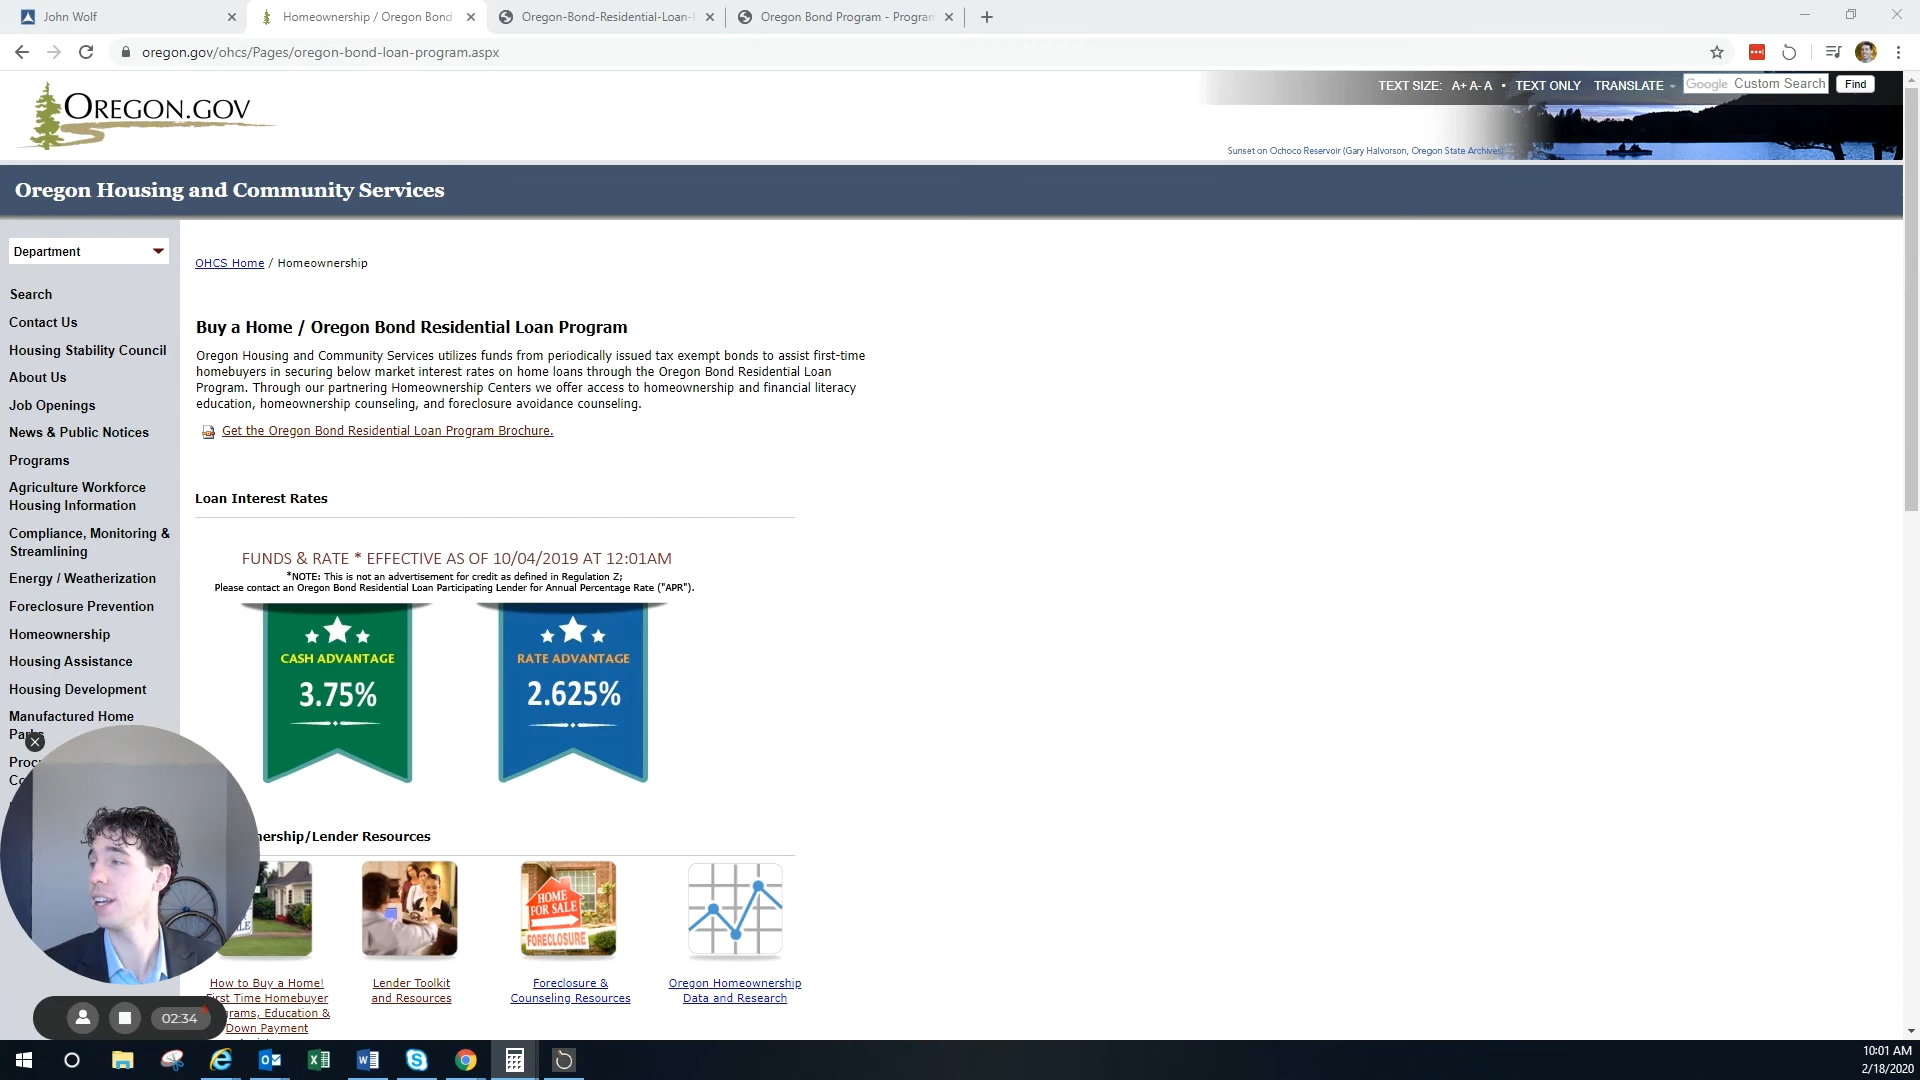 John Wolf
Homeownership / Oregon Bond
Oregon-Bond-Residential-Loan-
Oregon Bond Program - Program
oregon.gov/ohcs/Pages/oregon-bond-loan-program.aspx
OREGON.GOV
TEXT SIZE: A+ A- A • TEXT ONLY TRANSLATE
Google Custom Search
Find
Sunset on Ochoco Reservoir (Gary Halvorson, Oregon State Archives)
Oregon Housing and Community Services
Department
Search
Contact Us
Housing Stability Council
About Us
Job Openings
News & Public Notices
Programs
Agriculture Workforce
Housing Information
Compliance, Monitoring &
Streamlining
Energy / Weatherization
Foreclosure Prevention
Homeownership
Housing Assistance
Housing Development
Manufactured Home
OHCS Home / Homeownership
Buy a Home / Oregon Bond Residential Loan Program
Oregon Housing and Community Services utilizes funds from periodically issued tax exempt bonds to assist first-time
homebuyers in securing below market interest rates on home loans through the Oregon Bond Residential Loan
Program. Through our partnering Homeownership Centers we offer access to homeownership and financial literacy
education, homeownership counseling, and foreclosure avoidance counseling.
Get the Oregon Bond Residential Loan Program Brochure.
Loan Interest Rates
FUNDS & RATE * EFFECTIVE AS OF 10/04/2019 AT 12:01AM
*NOTE: This is not an advertisement for credit as defined in Regulation Z;
Please contact an Oregon Bond Residential Loan Participating Lender for Annual Percentage Rate ("APR").
CASH ADVANTAGE
3.75%
RATE ADVANTAGE
2.625%
nership/Lender Resources
HOME
FOR SALE
FORECLOSURE
How to Buy a Home!
First Time Homebuyer
grams, Education &
Down Payment
Lender Toolkit
and Resources
Foreclosure &
Counseling Resources
Oregon Homeownership
Data and Research
02:34
10:01 AM
2/18/2020